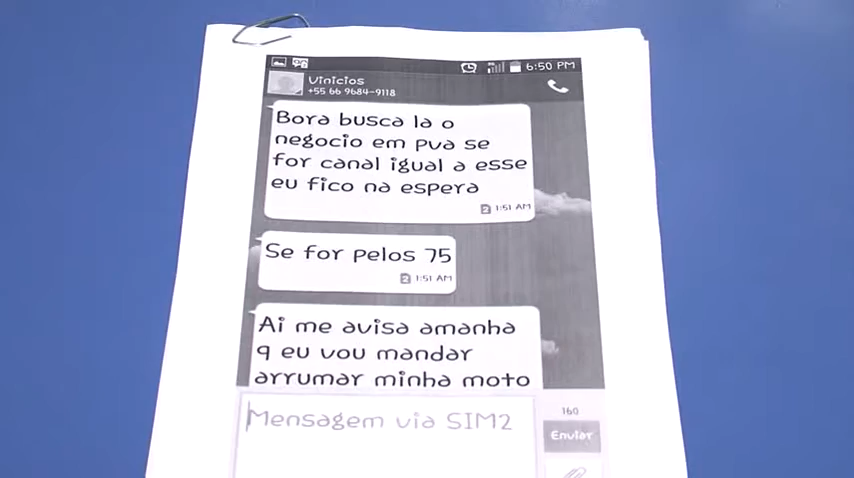 6:50 PM
Vinicios
+55 66 9684-9118
Bora busca la o
negocio em pva se
for canal igual a esse
eu fico na espera
2 1:51 AM
Se for pelos 75
2 1:51 AM
Ai me avisa amanha
q eu vou mandar
arrumar minha moto
Mensagem via SIM2
160
Enviar